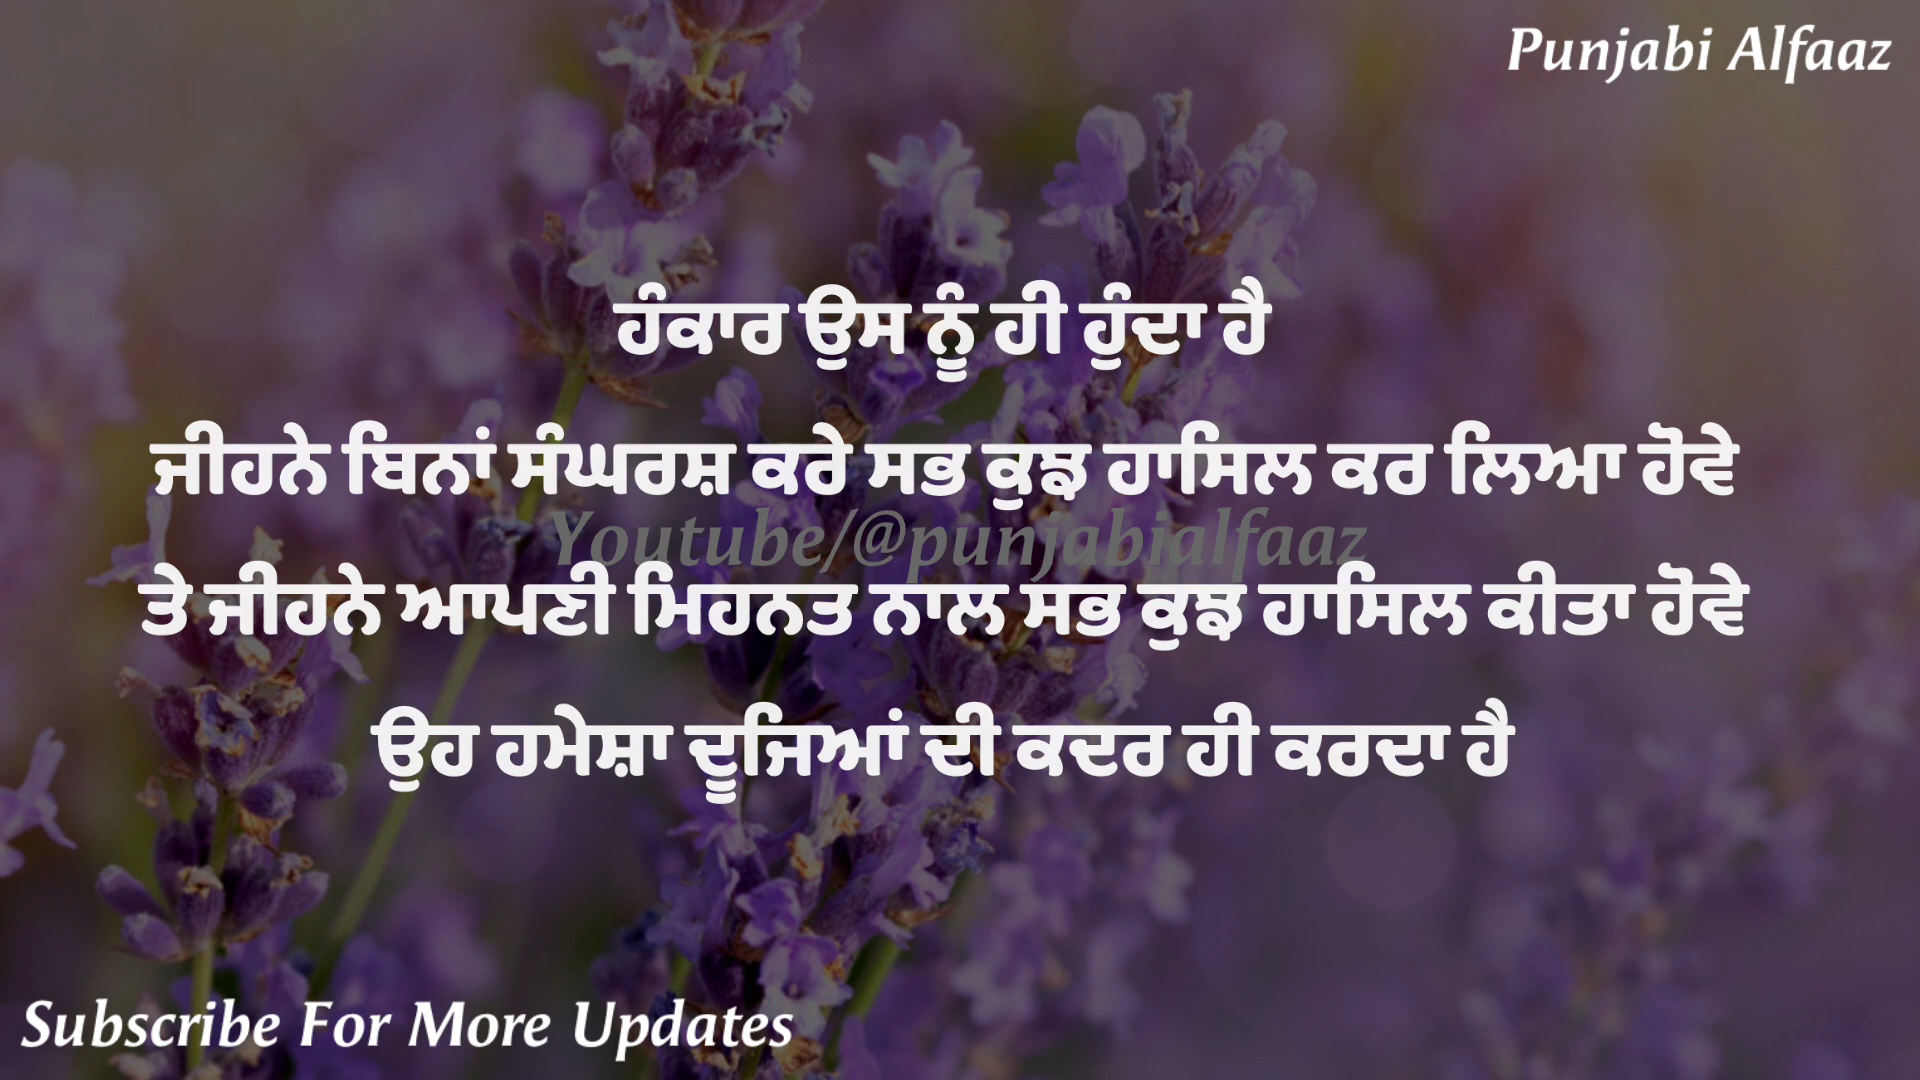 Punjabi Alfaaz
ਹੰਕਾਰ ਉਸ ਨੂੰ ਹੀ ਹੁੰਦਾ ਹੈ
ਜੀਹਨੇ ਬਿਨਾਂ ਸੰਘਰਸ਼ ਕਰੇ ਸਭ ਕੁਝ ਹਾਸਿਲ ਕਰ ਲਿਆ ਹੋਵੇ
Youtube/@punjabialfaaz
ਤੇ ਜੀਹਨੇ ਆਪਣੀ ਮਿਹਨਤ ਨਾਲ ਸਭ ਕੁਝ ਹਾਸਿਲ ਕੀਤਾ ਹੋਵੇ
ਉਹ ਹਮੇਸ਼ਾ ਦੂਜਿਆਂ ਦੀ ਕਦਰ ਹੀ ਕਰਦਾ ਹੈ
Subscribe For More Updates